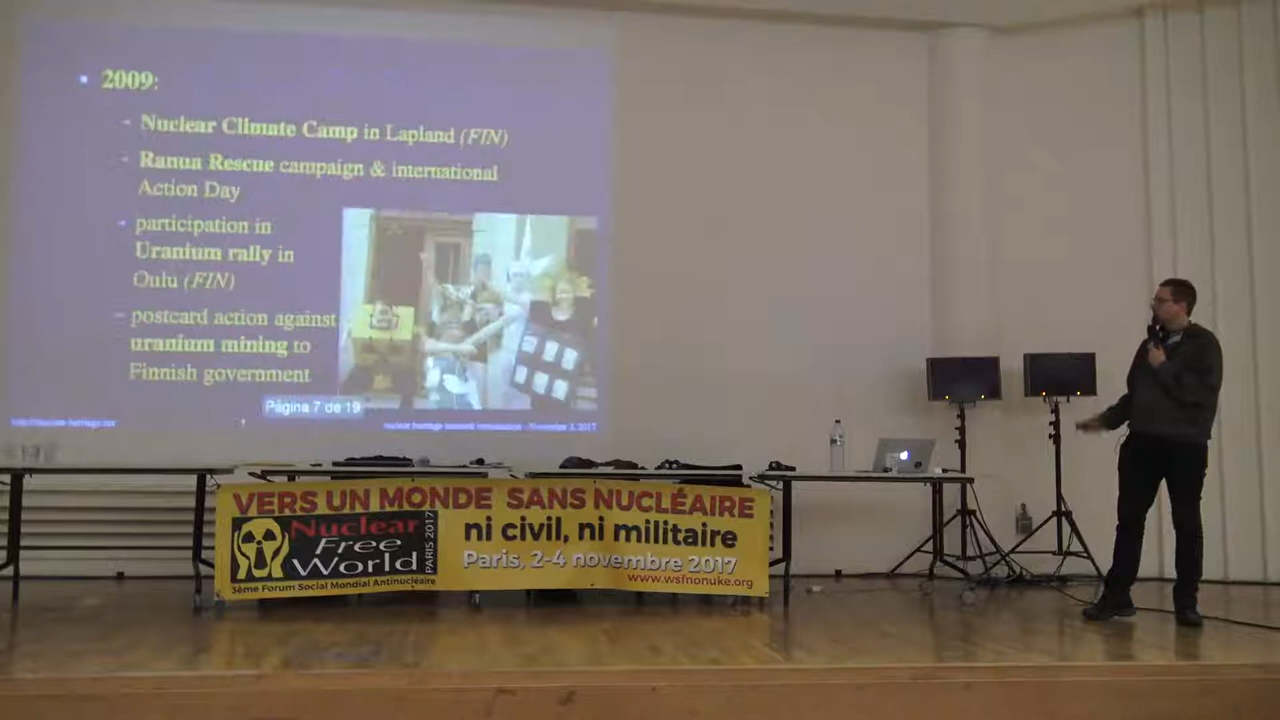 2009:
- Nuclear Climate Camp in Lapland (FIN)
- Ranua Rescue campaign & international
Action Day
- participation in
Uranium rally in
Oulu (FIN)
- postcard action against
uranium mining to
Finnish government
Página 7 de 19
November 3, 2017
VERS UN MONDE SANS NUCLÉAIRE
ni civil, ni militaire
Paris, 2-4 novembre 2017
www.wsfnonuke.org
Nuclear
Free
World
PARIS 2017
3ème Forum Social Mondial Antinucléaire